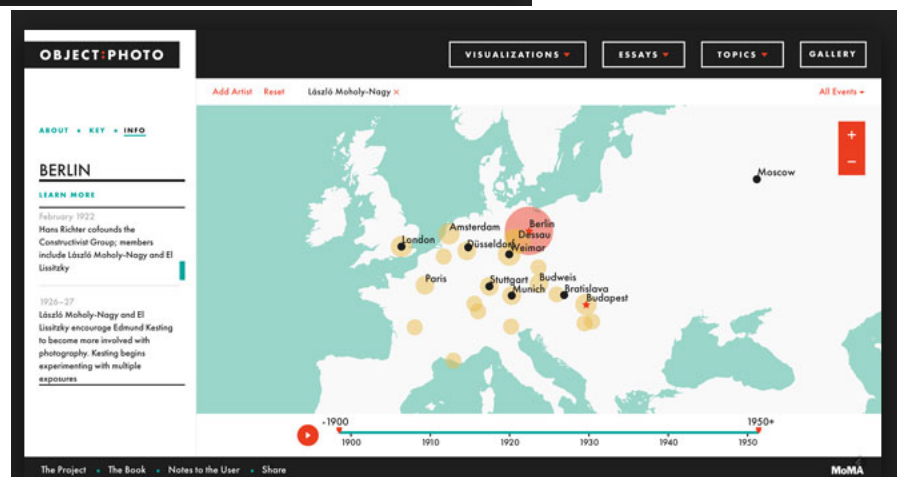 OBJECT:PHOTO
VISUALIZATIONS
ESSAYS
TOPICS
GALLERY
Add Artist Reset László Moholy-Nagy × All Events
ABOUT • KEY • INFO
BERLIN
LEARN MORE
February 1922
Hans Richter cofounds the
Constructivist Group; members
include László Moholy-Nagy and El
Lissitzky
1926–27
László Moholy-Nagy and El
Lissitzky encourage Edmund Kesting
to become more involved with
photography. Kesting begins
experimenting with multiple
exposures
Moscow
Berlin
Amsterdam
Dessau
London
Düsseldorf
Weimar
Paris
Stuttgart
Budweis
Munich
Bratislava
Budapest
+
–
-1900 1950+
1900 1910 1920 1930 1940 1950
The Project • The Book • Notes to the User • Share MoMA